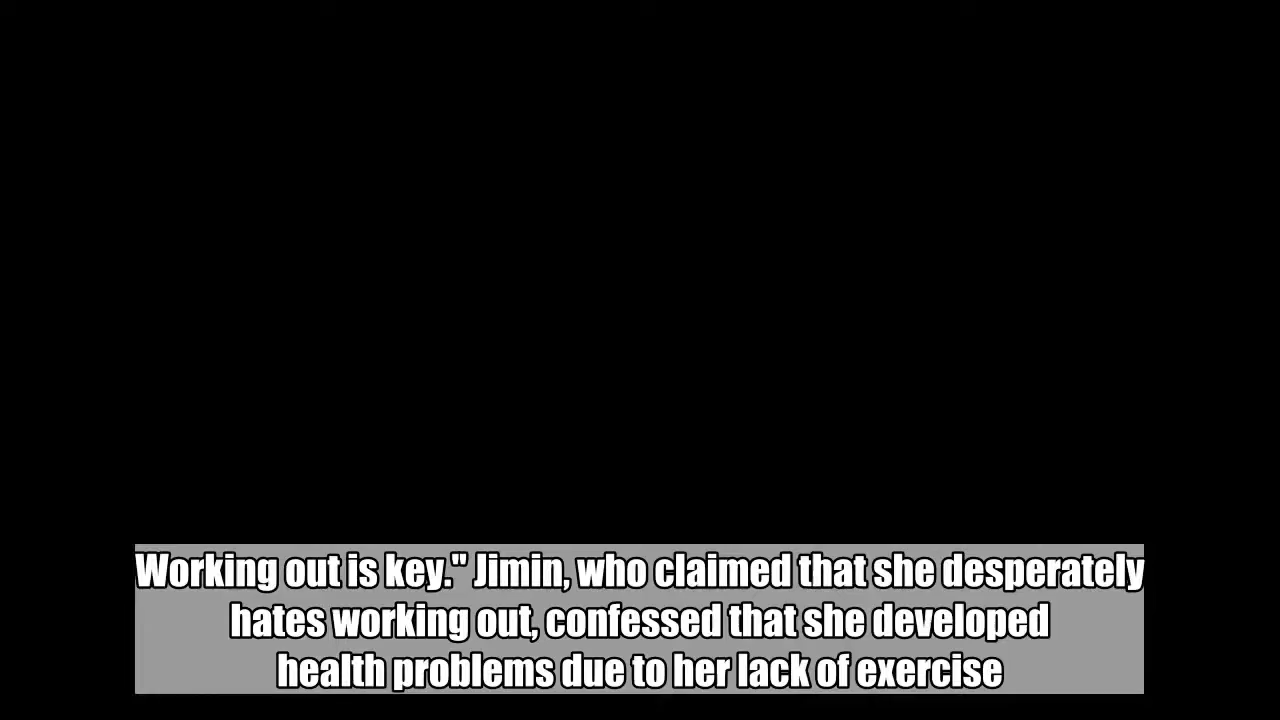 Working out is key." Jimin, who claimed that she desperately
hates working out, confessed that she developed
health problems due to her lack of exercise